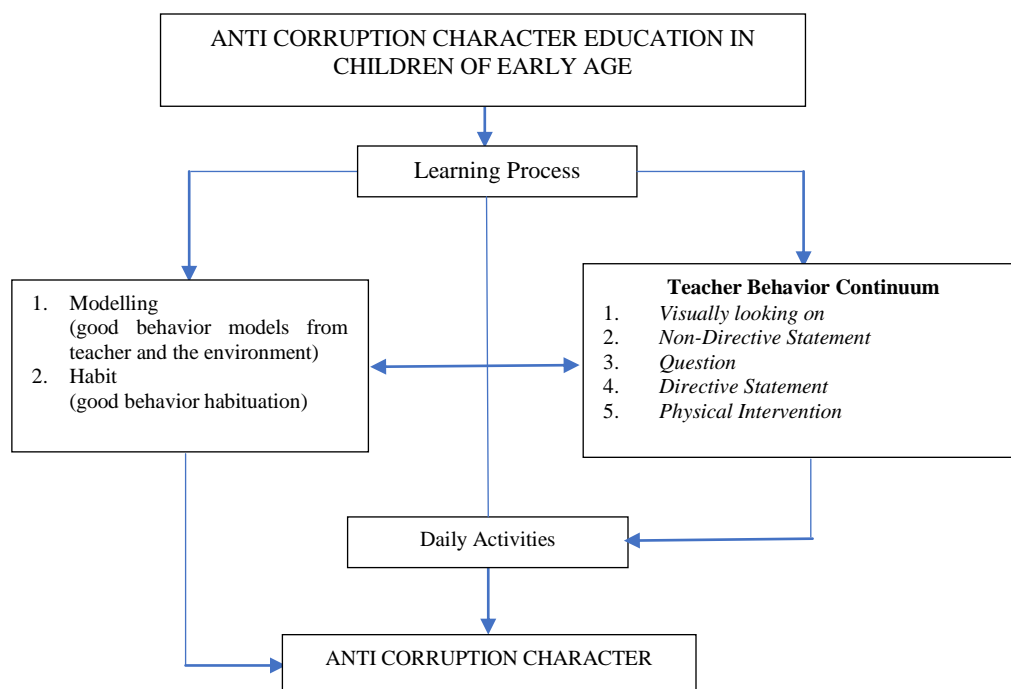 ANTI CORRUPTION CHARACTER EDUCATION IN
CHILDREN OF EARLY AGE
Learning Process
1. Modelling
(good behavior models from
teacher and the environment)
2. Habit
(good behavior habituation)
Teacher Behavior Continuum
1. Visually looking on
2. Non-Directive Statement
3. Question
4. Directive Statement
5. Physical Intervention
Daily Activities
ANTI CORRUPTION CHARACTER